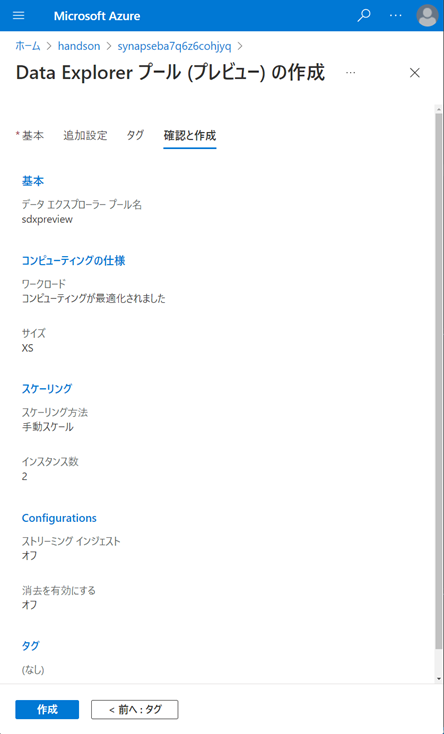 Microsoft Azure
ホーム > handson > synapseba7q6z6cohjyq >
Data Explorer プール (プレビュー) の作成 ...
* 基本 追加設定 タグ 確認と作成
基本
データ エクスプローラー プール名
sdxpreview
コンピューティングの仕様
ワークロード
コンピューティングが最適化されました
サイズ
XS
スケーリング
スケーリング方法
手動スケール
インスタンス数
2
Configurations
ストリーミング インジェスト
オフ
消去を有効にする
オフ
タグ
(なし)
作成 < 前へ : タグ